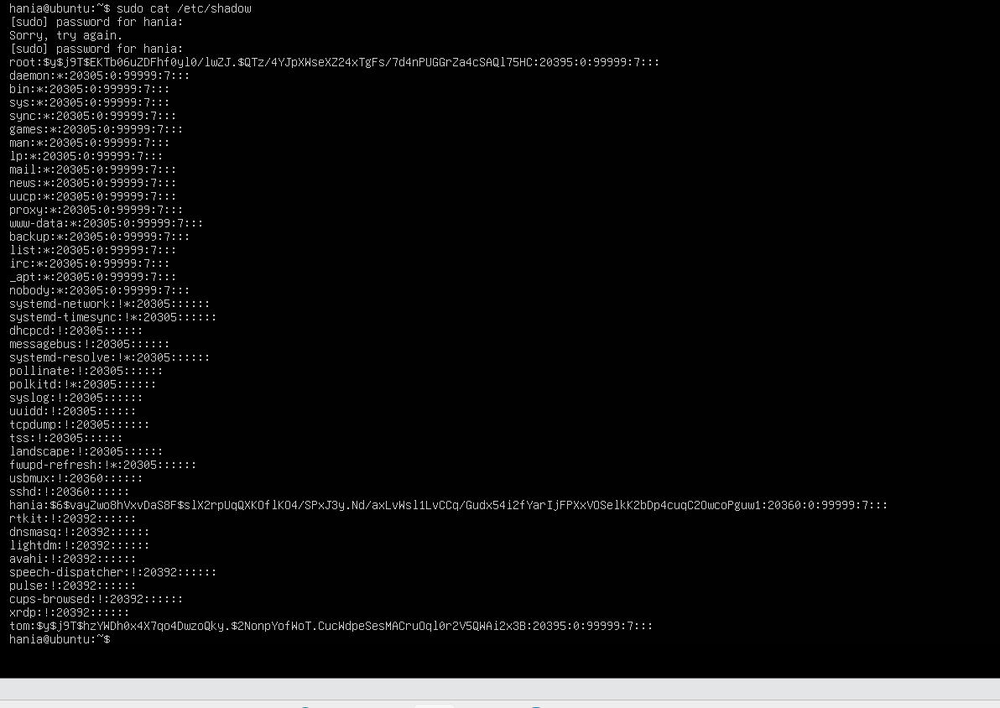 hania@ubuntu:~$ sudo cat /etc/shadow
[sudo] password for hania:
Sorry, try again.
[sudo] password for hania:
root:$y$j9T$EKTb06uZDFhf0yl0/lwZJ.$QTz/4YJpXWseXZ24xTgFs/7d4nPUGGrZa4cSAQl75HC:20395:0:99999:7:::
daemon:*:20305:0:99999:7:::
bin:*:20305:0:99999:7:::
sys:*:20305:0:99999:7:::
sync:*:20305:0:99999:7:::
games:*:20305:0:99999:7:::
man:*:20305:0:99999:7:::
lp:*:20305:0:99999:7:::
mail:*:20305:0:99999:7:::
news:*:20305:0:99999:7:::
uucp:*:20305:0:99999:7:::
proxy:*:20305:0:99999:7:::
www-data:*:20305:0:99999:7:::
backup:*:20305:0:99999:7:::
list:*:20305:0:99999:7:::
irc:*:20305:0:99999:7:::
_apt:*:20305:0:99999:7:::
nobody:*:20305:0:99999:7:::
systemd-network:!*:20305::::::
systemd-timesync:!*:20305::::::
dhcpcd:!:20305::::::
messagebus:!:20305::::::
systemd-resolve:!*:20305::::::
pollinate:!:20305::::::
polkitd:!*:20305::::::
syslog:!:20305::::::
uuidd:!:20305::::::
tcpdump:!:20305::::::
tss:!:20305::::::
landscape:!:20305::::::
fwupd-refresh:!*:20305::::::
usbmux:!:20360::::::
sshd:!:20360::::::
hania:$6$vayZwo8hVxvDaS8F$slX2rpUqQXKOflKO4/SPxJ3y.Nd/axLvWsl1LvCCq/Gudx54i2fYarIjFPXxVOSelkK2bDp4cuqC2OwcoPguw1:20360:0:99999:7:::
rtkit:!:20392::::::
dnsmasq:!:20392::::::
lightdm:!:20392::::::
avahi:!:20392::::::
speech-dispatcher:!:20392::::::
pulse:!:20392::::::
cups-browsed:!:20392::::::
xrdp:!:20392::::::
tom:$y$j9T$hzYWDh0x4X7qo4DwzoQky.$2NonpYofWoT.CucWdpeSesMACruOql0r2V5QWAi2x3B:20395:0:99999:7:::
hania@ubuntu:~$